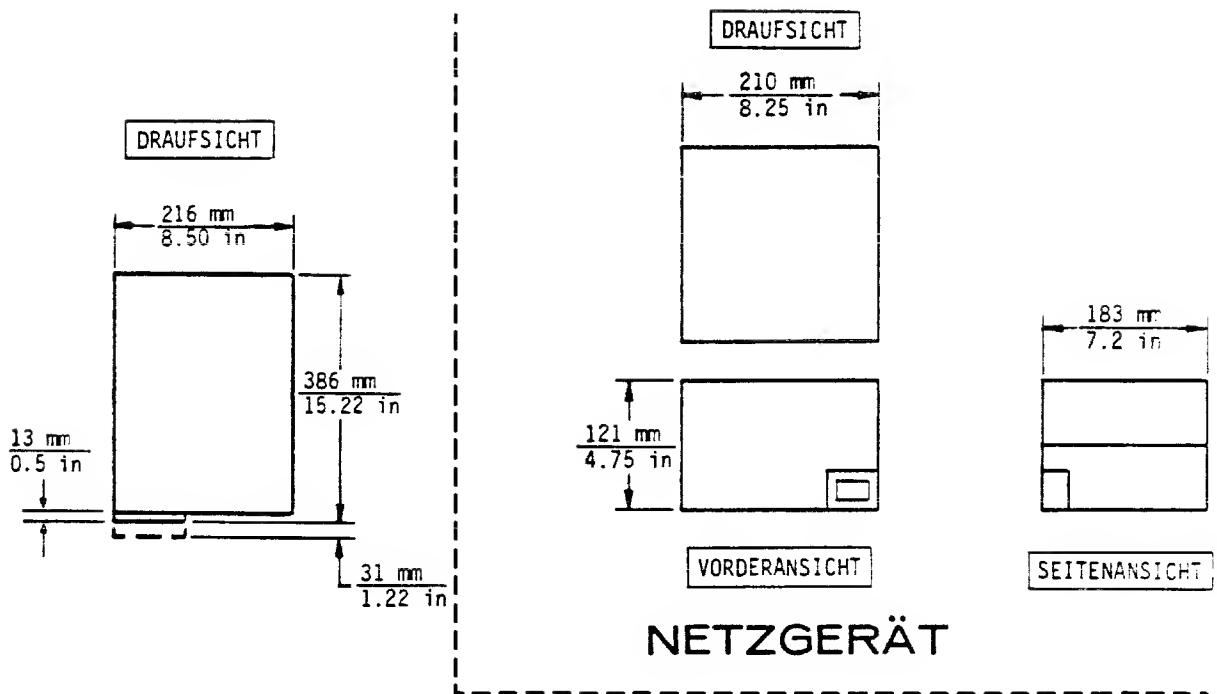 DRAUFSICHT
216 mm
8.50 in
386 mm
15.22 in
13 mm
0.5 in
31 mm
1.22 in
DRAUFSICHT
210 mm
8.25 in
183 mm
7.2 in
121 mm
4.75 in
VORDERANSICHT
SEITENANSICHT
NETZGERÄT